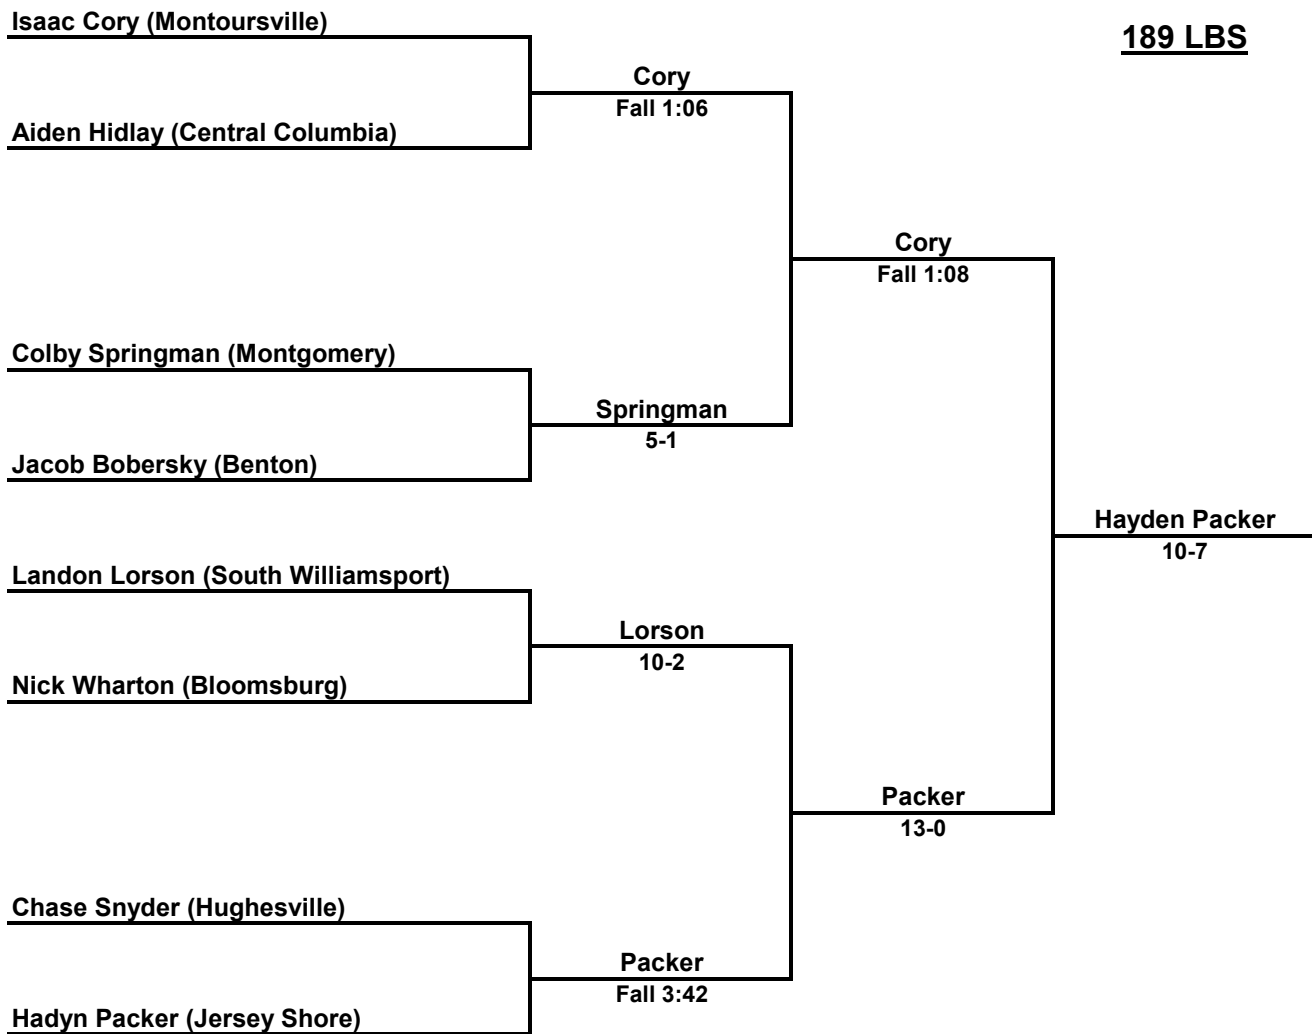 Isaac Cory (Montoursville)
189 LBS
Cory
Fall 1:06
Aiden Hidlay (Central Columbia)
Cory
Fall 1:08
Colby Springman (Montgomery)
Springman
5-1
Jacob Bobersky (Benton)
Hayden Packer
10-7
Landon Lorson (South Williamsport)
Lorson
10-2
Nick Wharton (Bloomsburg)
Packer
13-0
Chase Snyder (Hughesville)
Packer
Fall 3:42
Hadyn Packer (Jersey Shore)